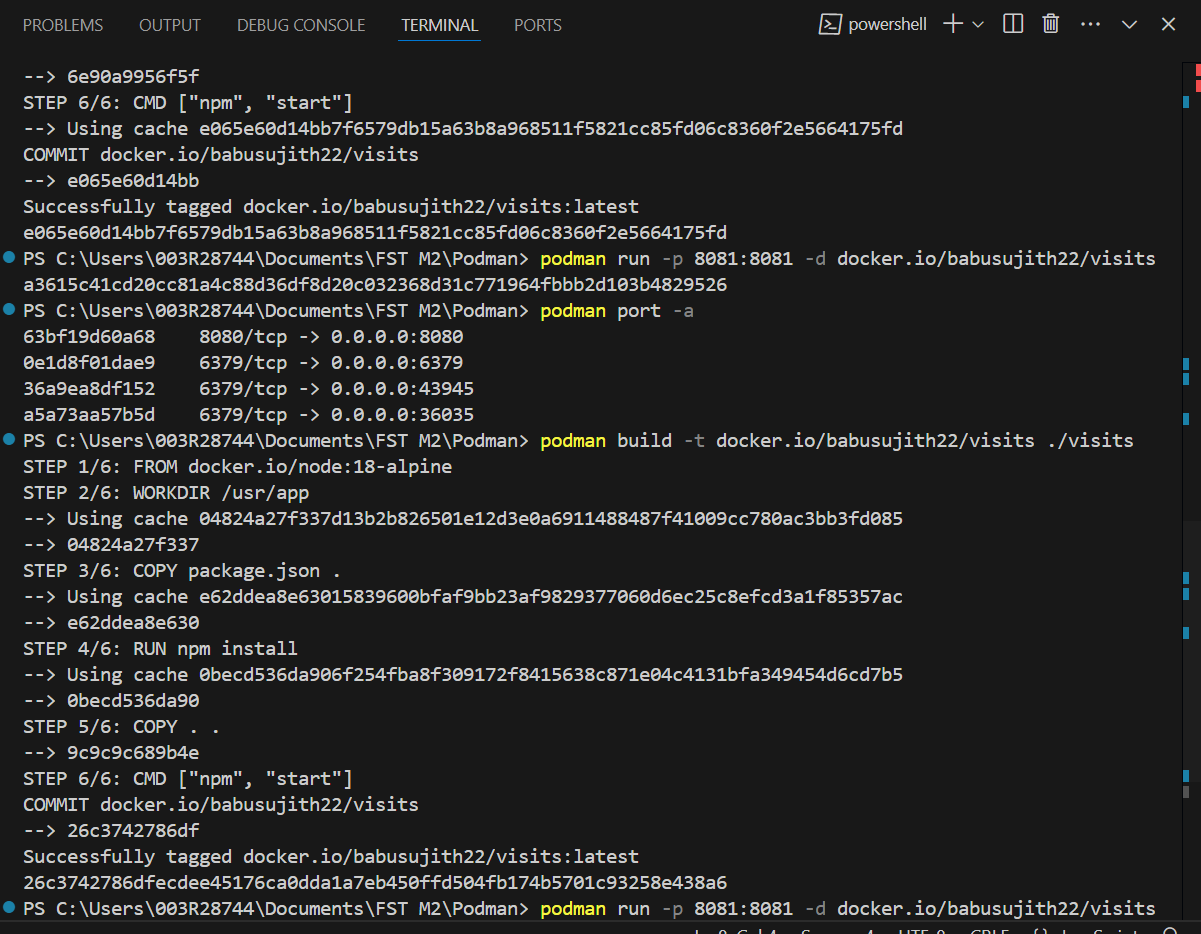 PROBLEMS OUTPUT DEBUG CONSOLE TERMINAL PORTS powershell
--> 6e90a9956f5f
STEP 6/6: CMD ["npm", "start"]
--> Using cache e065e60d14bb7f6579db15a63b8a968511f5821cc85fd06c8360f2e5664175fd
COMMIT docker.io/babusujith22/visits
--> e065e60d14bb
Successfully tagged docker.io/babusujith22/visits:latest
e065e60d14bb7f6579db15a63b8a968511f5821cc85fd06c8360f2e5664175fd
PS C:\Users\003R28744\Documents\FST M2\Podman> podman run -p 8081:8081 -d docker.io/babusujith22/visits
a3615c41cd20cc81a4c88d36df8d20c032368d31c771964fbbb2d103b4829526
PS C:\Users\003R28744\Documents\FST M2\Podman> podman port -a
63bf19d60a68    8080/tcp -> 0.0.0.0:8080
0e1d8f01dae9    6379/tcp -> 0.0.0.0:6379
36a9ea8df152    6379/tcp -> 0.0.0.0:43945
a5a73aa57b5d    6379/tcp -> 0.0.0.0:36035
PS C:\Users\003R28744\Documents\FST M2\Podman> podman build -t docker.io/babusujith22/visits ./visits
STEP 1/6: FROM docker.io/node:18-alpine
STEP 2/6: WORKDIR /usr/app
--> Using cache 04824a27f337d13b2b826501e12d3e0a6911488487f41009cc780ac3bb3fd085
--> 04824a27f337
STEP 3/6: COPY package.json .
--> Using cache e62ddea8e63015839600bfaf9bb23af9829377060d6ec25c8efcd3a1f85357ac
--> e62ddea8e630
STEP 4/6: RUN npm install
--> Using cache 0becd536da906f254fba8f309172f8415638c871e04c4131bfa349454d6cd7b5
--> 0becd536da90
STEP 5/6: COPY . .
--> 9c9c9c689b4e
STEP 6/6: CMD ["npm", "start"]
COMMIT docker.io/babusujith22/visits
--> 26c3742786df
Successfully tagged docker.io/babusujith22/visits:latest
26c3742786dfecdee45176ca0dda1a7eb450ffd504fb174b5701c93258e438a6
PS C:\Users\003R28744\Documents\FST M2\Podman> podman run -p 8081:8081 -d docker.io/babusujith22/visits